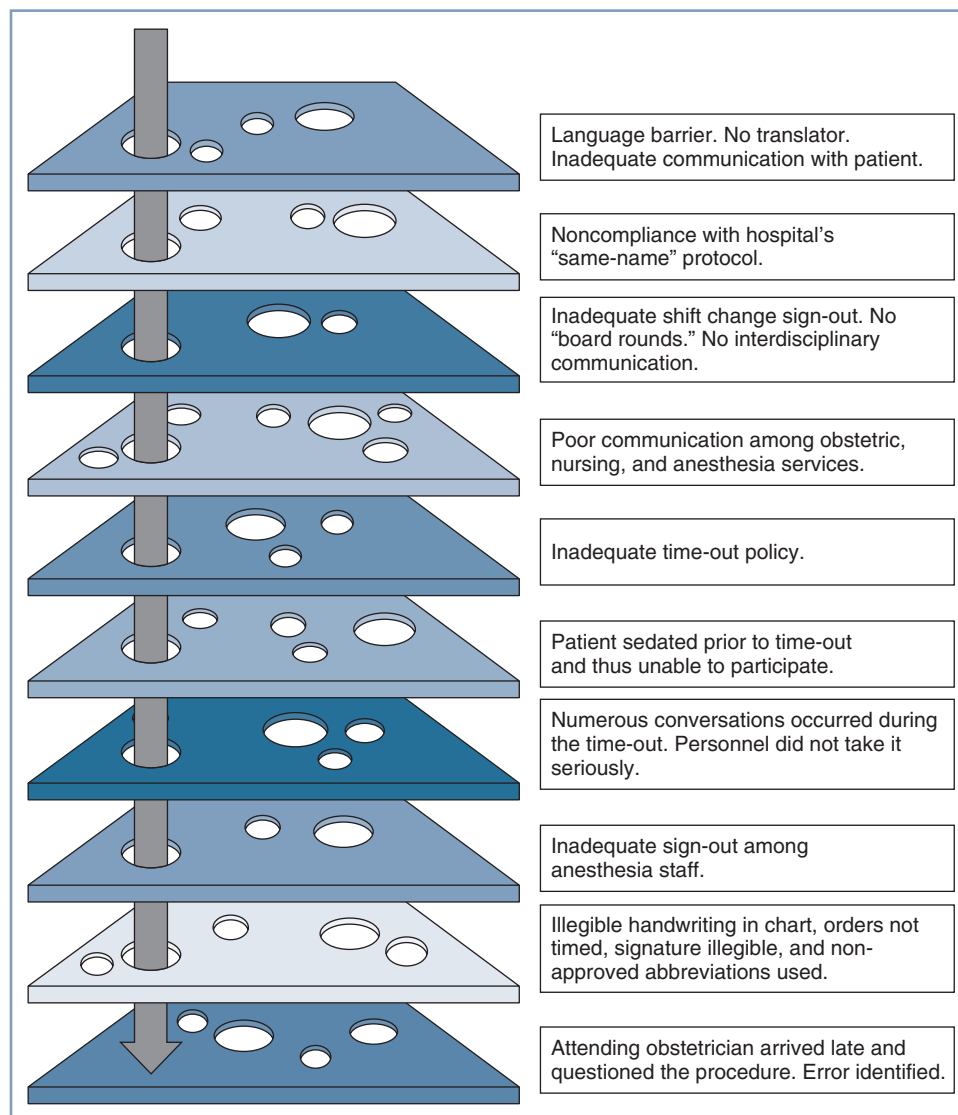 Language barrier. No translator.
Inadequate communication with patient.
Noncompliance with hospital’s
“same-name” protocol.
Inadequate shift change sign-out. No
“board rounds.” No interdisciplinary
communication.
Poor communication among obstetric,
nursing, and anesthesia services.
Inadequate time-out policy.
Patient sedated prior to time-out
and thus unable to participate.
Numerous conversations occurred during
the time-out. Personnel did not take it
seriously.
Inadequate sign-out among
anesthesia staff.
Illegible handwriting in chart, orders not
timed, signature illegible, and non-
approved abbreviations used.
Attending obstetrician arrived late and
questioned the procedure. Error identified.